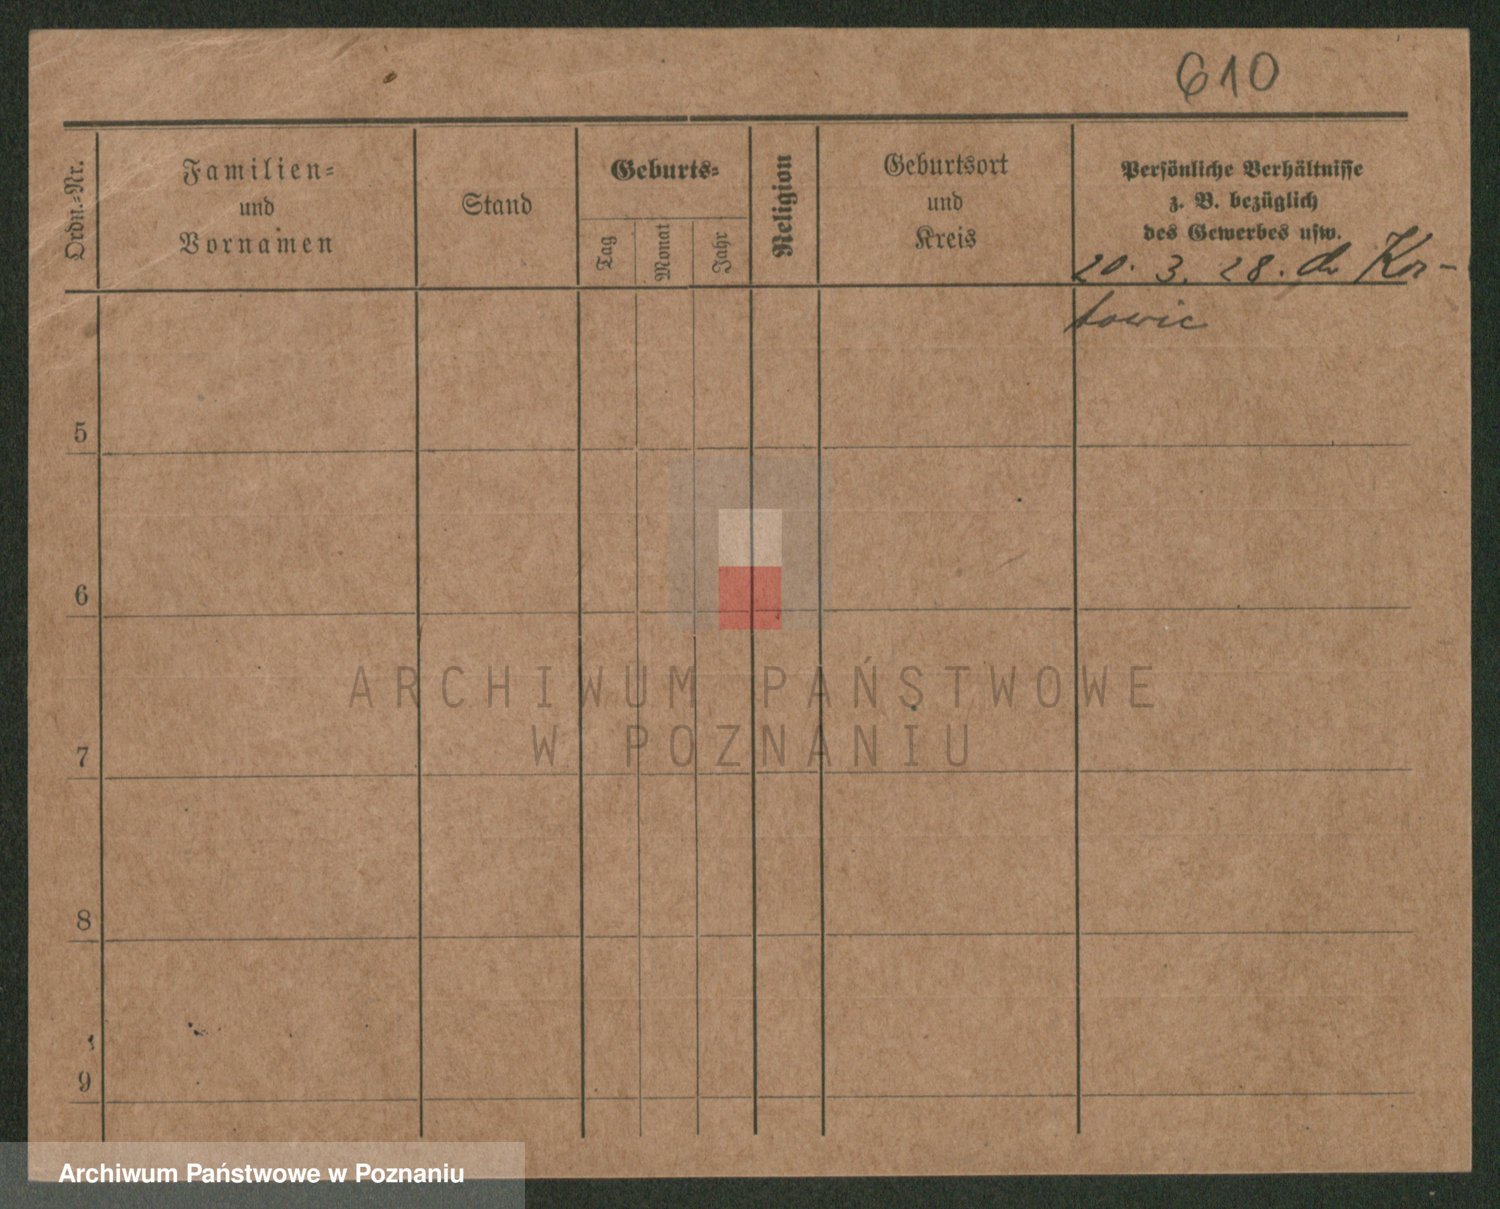 610
Ordn.-Nr.
Familien-
und
Vornamen
Stand
Geburts-
Tag
Monat
Jahr
Religion
Geburtsort
und
Kreis
Persönliche Verhältnisse
z. B. bezüglich
des Gewerbes usw.
20. 3. 28. do
5
6
7
8
9
ARCHIWUM PAŃSTWOWE
W POZNANIU
Archiwum Państwowe w Poznaniu